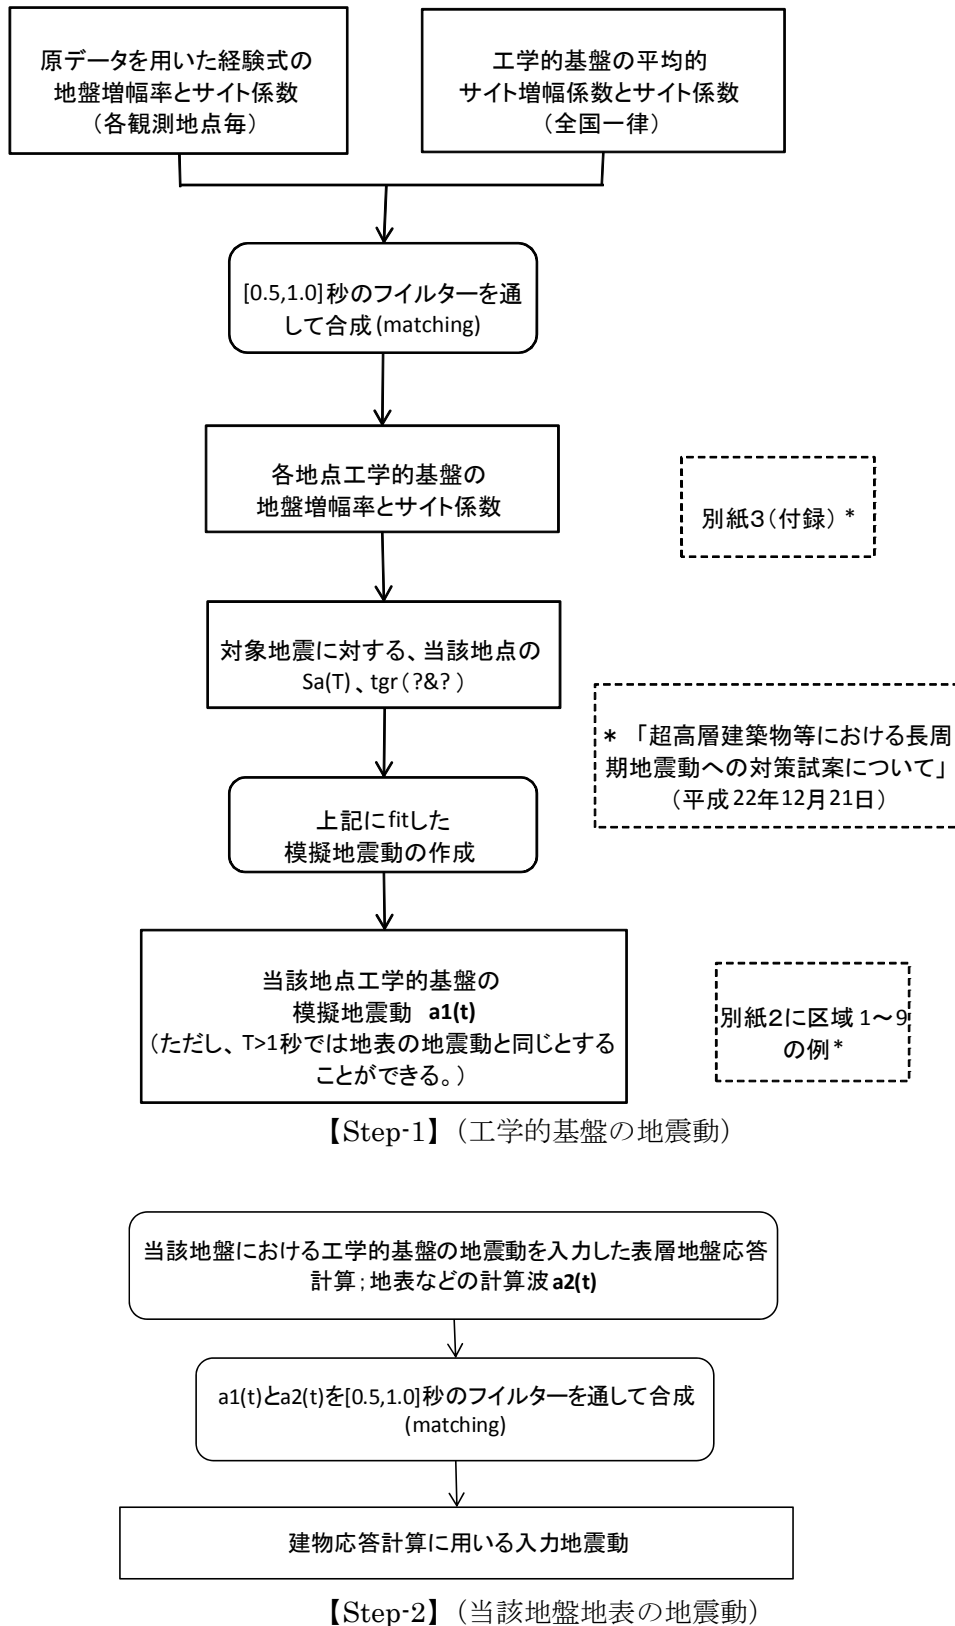 原データを用いた経験式の
地盤増幅率とサイト係数
（各観測地点毎）
工学的基盤の平均的
サイト増幅係数とサイト係数
（全国一律）
[0.5,1.0]秒のフイルターを通
して合成(matching)
各地点工学的基盤の
地盤増幅率とサイト係数
別紙３（付録）*
対象地震に対する、当該地点の
Sa(T)、tgr（?&?）
* 「超高層建築物等における長周
期地震動への対策試案について」
（平成22年12月21日）
上記にfitした
模擬地震動の作成
当該地点工学的基盤の
模擬地震動 a1(t)
（ただし、T>1秒では地表の地震動と同じとする
ことができる。）
別紙２に区域1～9
の例*
【Step-1】（工学的基盤の地震動）
当該地盤における工学的基盤の地震動を入力した表層地盤応答
計算；地表などの計算波a2(t)
a1(t)とa2(t)を[0.5,1.0]秒のフイルターを通して合成
(matching)
建物応答計算に用いる入力地震動
【Step-2】（当該地盤地表の地震動）